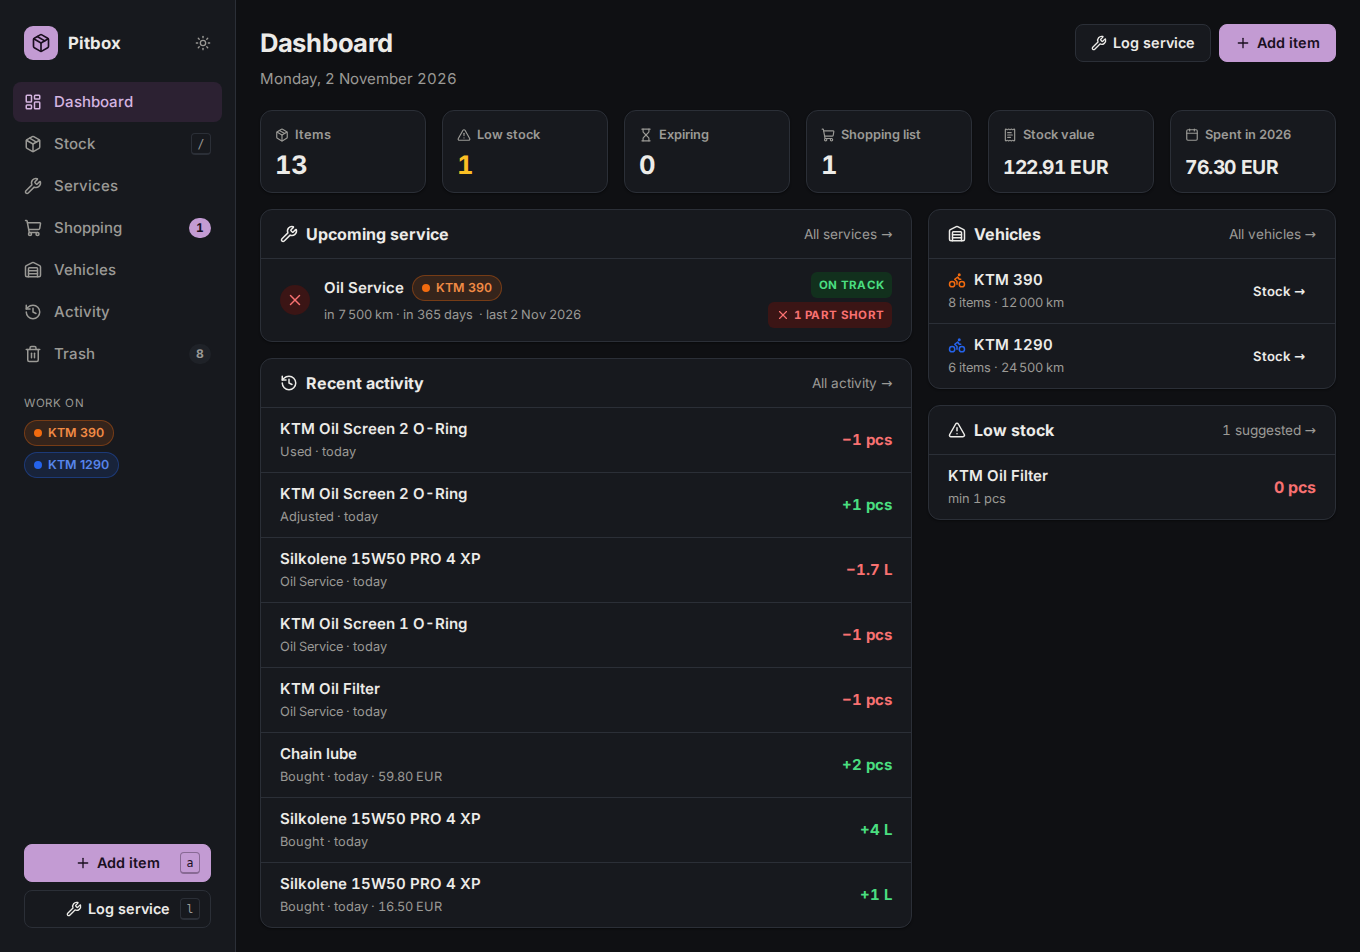 Pitbox
Dashboard
Stock /
Services
Shopping 1
Vehicles
Activity
Trash 8
WORK ON
KTM 390
KTM 1290
+ Add item a
Log service l
Dashboard
Monday, 2 November 2026
Log service
+ Add item
Items
13
Low stock
1
Expiring
0
Shopping list
1
Stock value
122.91 EUR
Spent in 2026
76.30 EUR
Upcoming service
All services →
Oil Service KTM 390
in 7 500 km · in 365 days · last 2 Nov 2026
ON TRACK
1 PART SHORT
Recent activity
All activity →
KTM Oil Screen 2 O-Ring
Used · today
−1 pcs
KTM Oil Screen 2 O-Ring
Adjusted · today
+1 pcs
Silkolene 15W50 PRO 4 XP
Oil Service · today
−1.7 L
KTM Oil Screen 1 O-Ring
Oil Service · today
−1 pcs
KTM Oil Filter
Oil Service · today
−1 pcs
Chain lube
Bought · today · 59.80 EUR
+2 pcs
Silkolene 15W50 PRO 4 XP
Bought · today
+4 L
Silkolene 15W50 PRO 4 XP
Bought · today · 16.50 EUR
+1 L
Vehicles
All vehicles →
KTM 390
8 items · 12 000 km
Stock →
KTM 1290
6 items · 24 500 km
Stock →
Low stock
1 suggested →
KTM Oil Filter
min 1 pcs
0 pcs